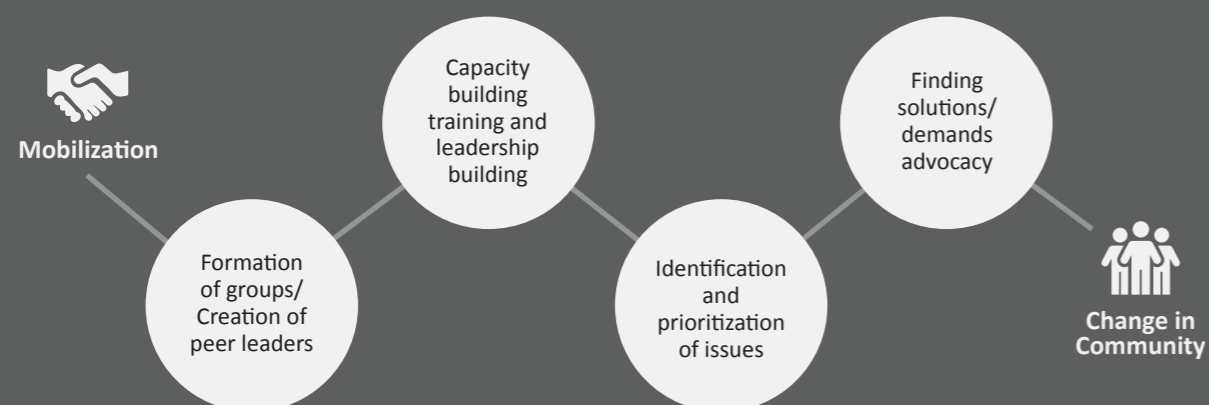 Mobilization
Formation
of groups/
Creation of
peer leaders
Capacity
building
training and
leadership
building
Identification
and
prioritization
of issues
Finding
solutions/
demands
advocacy
Change in
Community